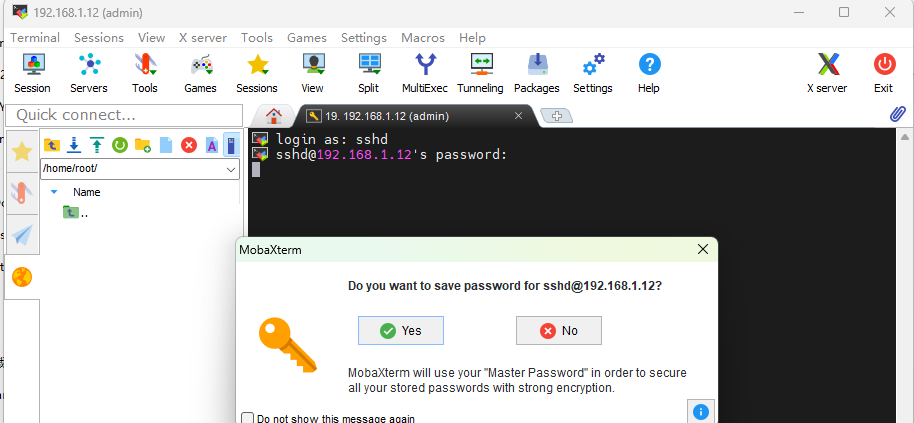 192.168.1.12 (admin)
Terminal Sessions View X server Tools Games Settings Macros Help
Session Servers Tools Games Sessions View Split MultiExec Tunneling Packages Settings Help X server Exit
Quick connect...
19. 192.168.1.12 (admin)
login as: sshd
sshd@192.168.1.12's password:
/home/root/
Name
..
MobaXterm
Do you want to save password for sshd@192.168.1.12?
Yes No
MobaXterm will use your "Master Password" in order to secure
all your stored passwords with strong encryption.
Do not show this message again